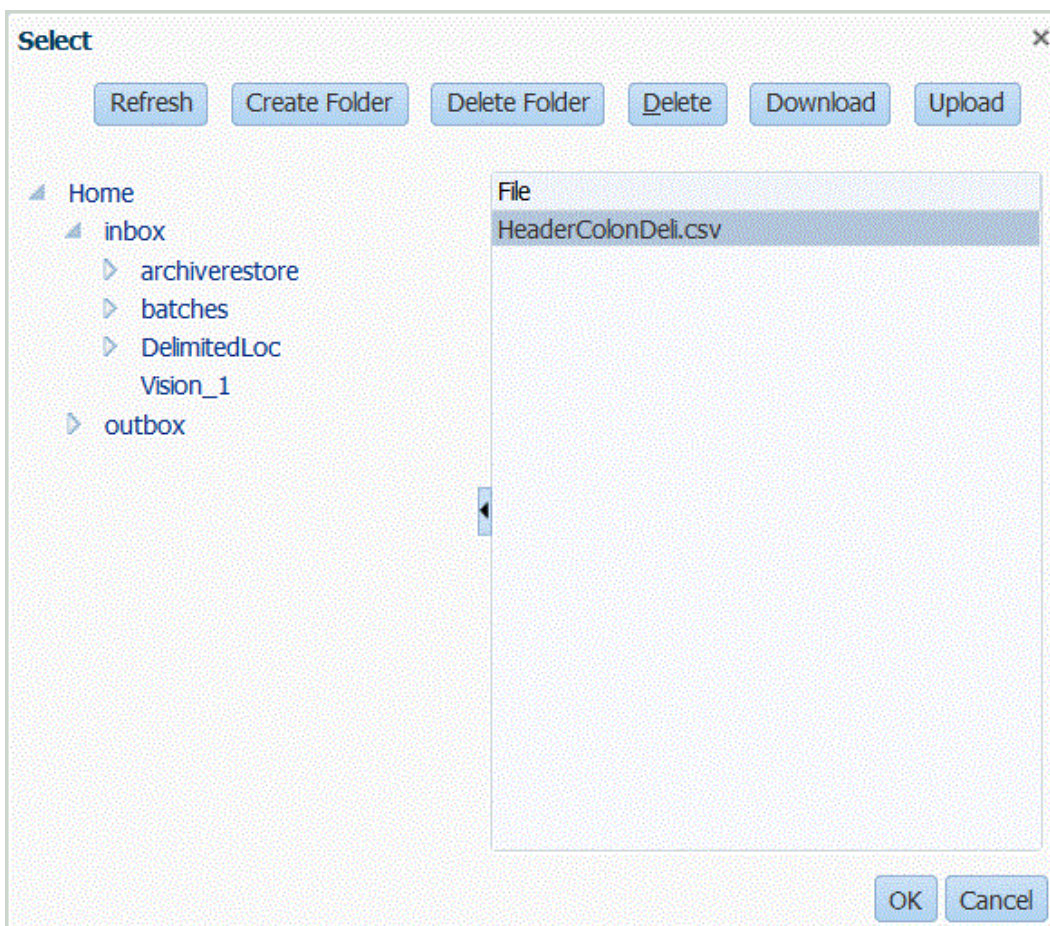 Select
Refresh Create Folder Delete Folder Delete Download Upload
Home
inbox
archiverestore
batches
DelimitedLoc
Vision_1
outbox
File
HeaderColonDeli.csv
OK Cancel